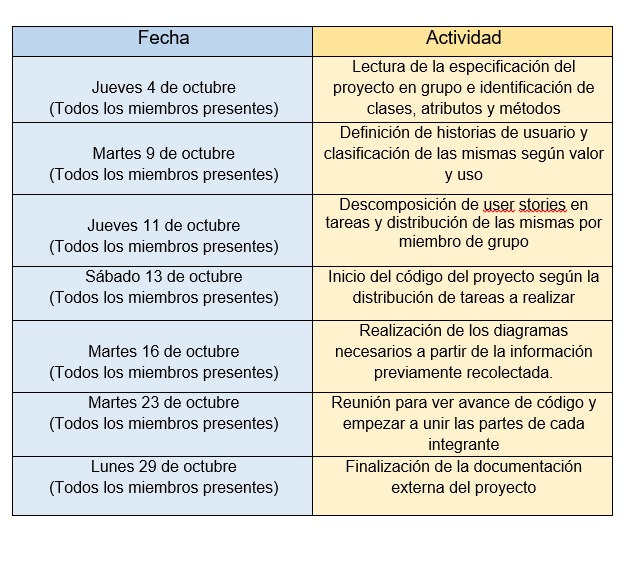 Fecha
Actividad
Jueves 4 de octubre
(Todos los miembros presentes)
Lectura de la especificación del
proyecto en grupo e identificación de
clases, atributos y métodos
Martes 9 de octubre
(Todos los miembros presentes)
Definición de historias de usuario y
clasificación de las mismas según valor
y uso
Jueves 11 de octubre
(Todos los miembros presentes)
Descomposición de user stories en
tareas y distribución de las mismas por
miembro de grupo
Sábado 13 de octubre
(Todos los miembros presentes)
Inicio del código del proyecto según la
distribución de tareas a realizar
Martes 16 de octubre
(Todos los miembros presentes)
Realización de los diagramas
necesarios a partir de la información
previamente recolectada.
Martes 23 de octubre
(Todos los miembros presentes)
Reunión para ver avance de código y
empezar a unir las partes de cada
integrante
Lunes 29 de octubre
(Todos los miembros presentes)
Finalización de la documentación
externa del proyecto